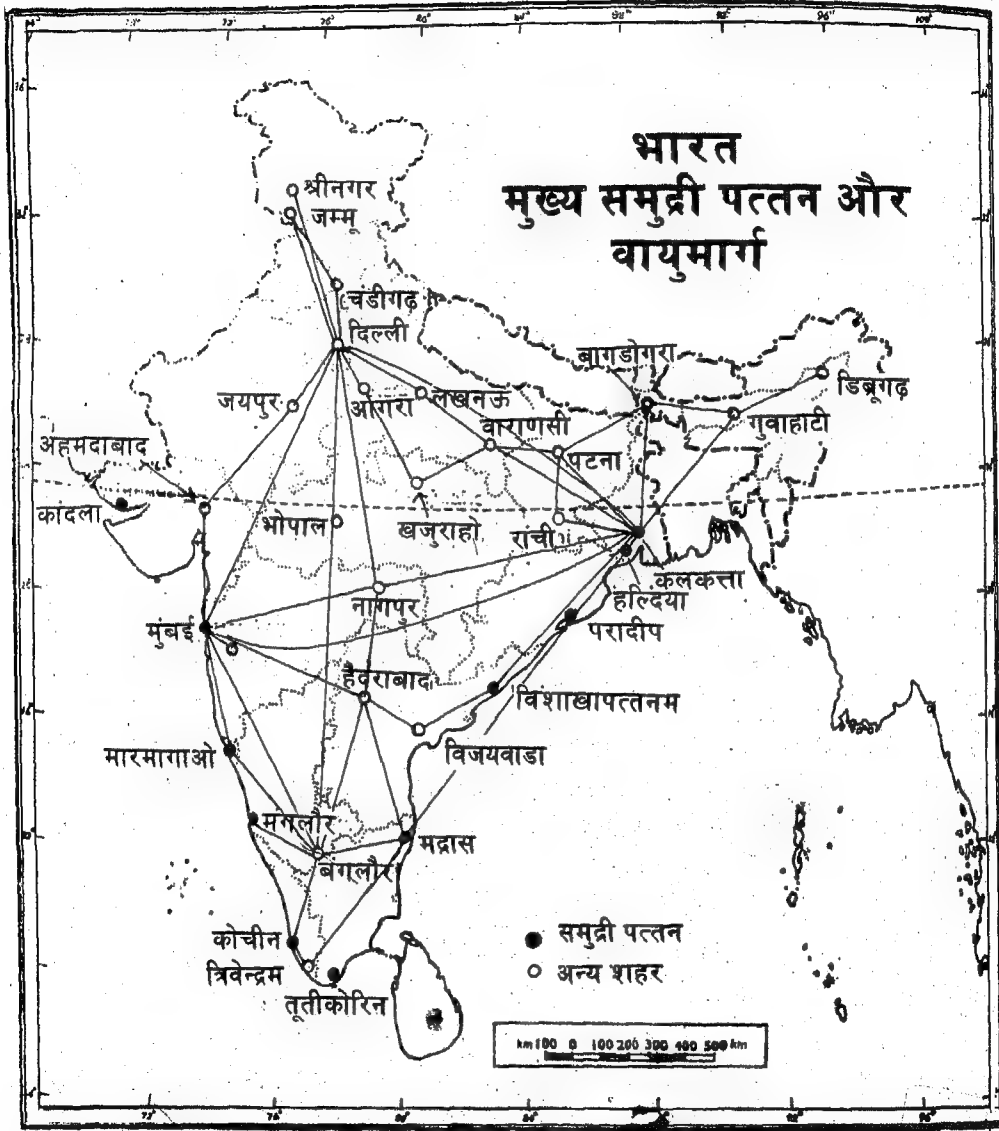 भारत
मुख्य समुद्री पत्तन और
वायुमार्ग
श्रीनगर
जम्मू
चंडीगढ़
दिल्ली
बागडोगरा
डिब्रूगढ़
जयपुर
आगरा
लखनऊ
गुवाहाटी
वाराणसी
अहमदाबाद
पटना
कांदला
भोपाल
खजुराहो
रांची
कलकत्ता
नागपुर
हल्दिया
मुंबई
परादीप
हैदराबाद
विशाखापत्तनम
मारमागाओ
विजयवाडा
मंगलौर
मद्रास
बंगलौर
कोचीन
समुद्री पत्तन
त्रिवेन्द्रम
अन्य शहर
तूतीकोरिन
km 100 0 100 200 300 400 500 km